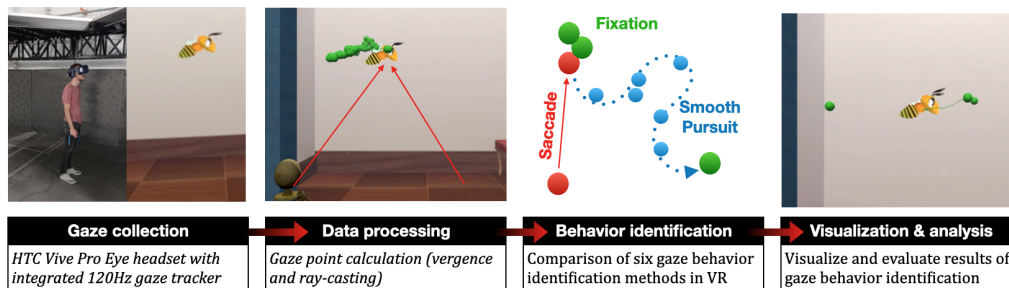 Fixation
Saccade
Smooth
Pursuit
Gaze collection
HTC Vive Pro Eye headset with
integrated 120Hz gaze tracker
Data processing
Gaze point calculation (vergence
and ray-casting)
Behavior identification
Comparison of six gaze behavior
identification methods in VR
Visualization & analysis
Visualize and evaluate results of
gaze behavior identification